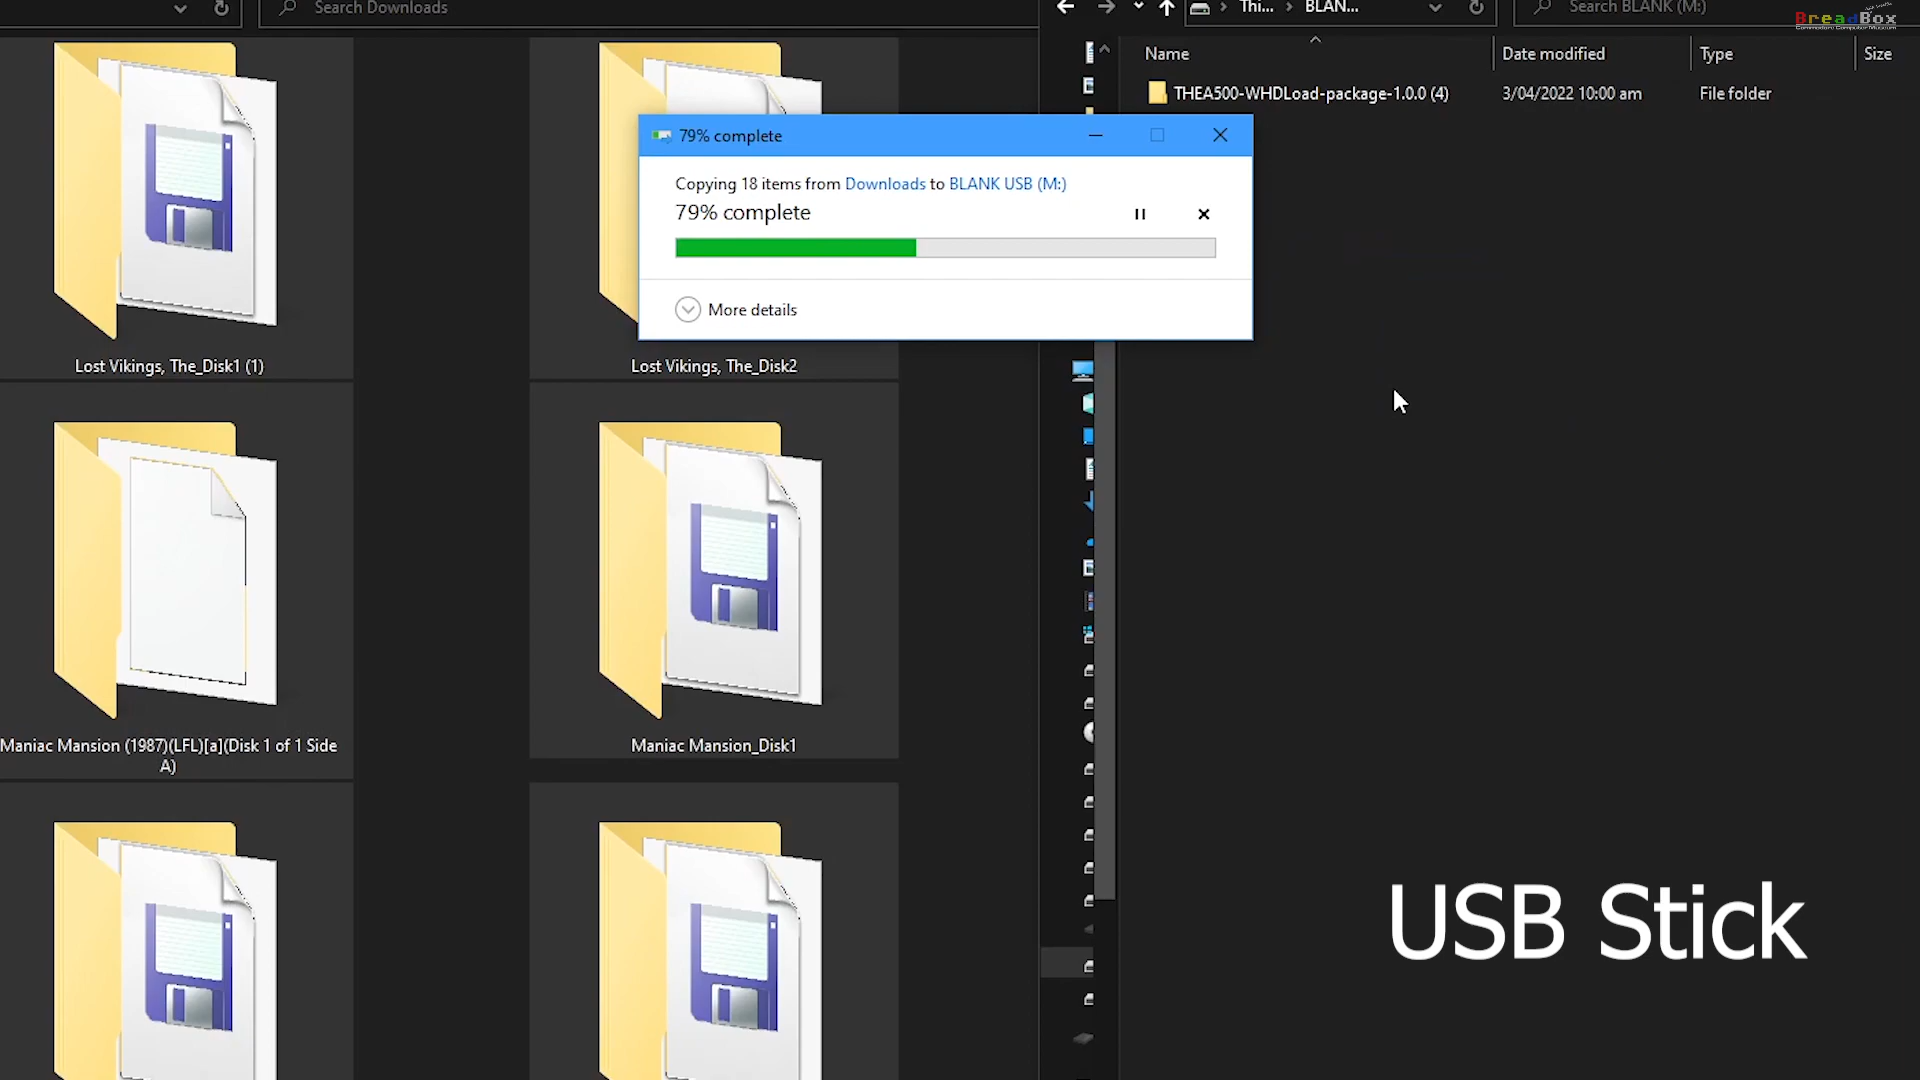 Search Downloads
Thi... BLAN...
Search BLANK (M:)
BreadBox
Commodore Computer Museum
Name
Date modified
Type
Size
THEA500-WHDLoad-package-1.0.0 (4)
3/04/2022 10:00 am
File folder
79% complete
Copying 18 items from Downloads to BLANK USB (M:)
79% complete
More details
Lost Vikings, The_Disk1 (1)
Lost Vikings, The_Disk2
Maniac Mansion (1987)(LFL)[a](Disk 1 of 1 Side
A)
Maniac Mansion_Disk1
USB Stick